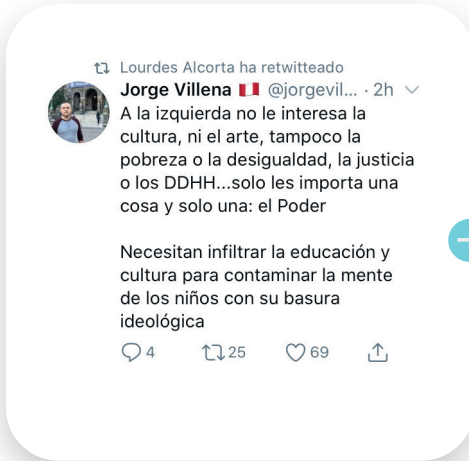 Lourdes Alcorta ha retwitteado
Jorge Villena 🇵🇪 @jorgevil... · 2h
A la izquierda no le interesa la
cultura, ni el arte, tampoco la
pobreza o la desigualdad, la justicia
o los DDHH...solo les importa una
cosa y solo una: el Poder
Necesitan infiltrar la educación y
cultura para contaminar la mente
de los niños con su basura
ideológica
4 25 69